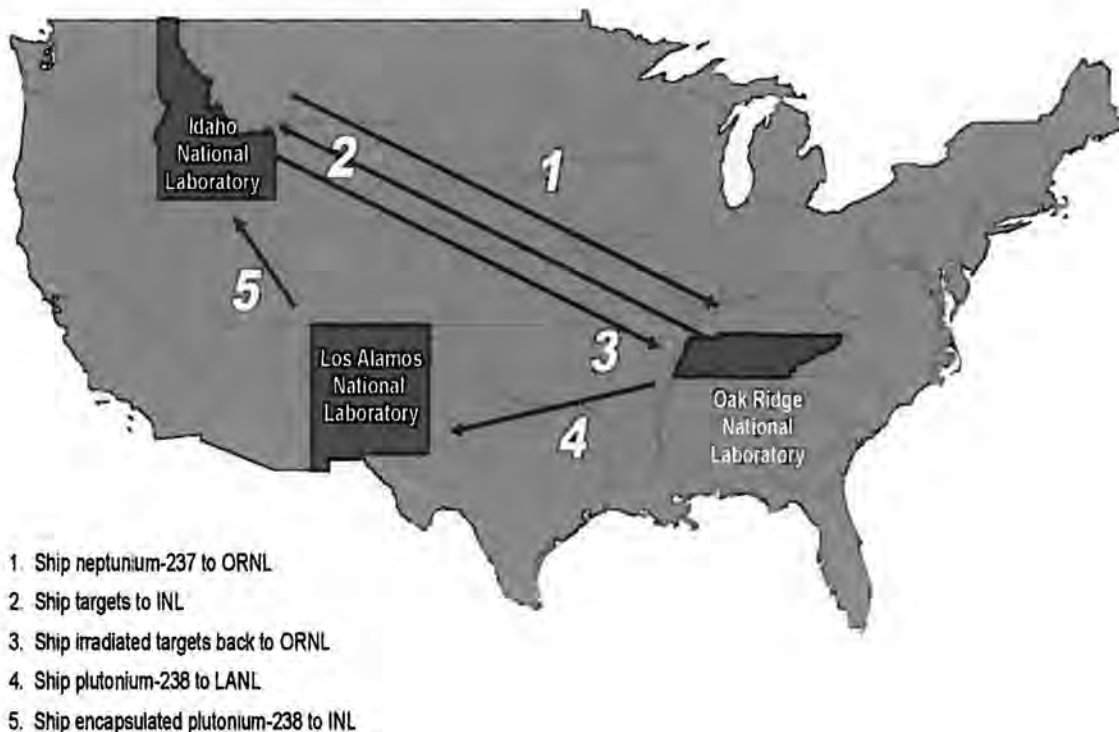 Idaho
National
Laboratory
2
1
5
3
4
Los Alamos
National
Laboratory
Oak Ridge
National
Laboratory
1. Ship neptunium-237 to ORNL
2. Ship targets to INL
3. Ship irradiated targets back to ORNL
4. Ship plutonium-238 to LANL
5. Ship encapsulated plutonium-238 to INL